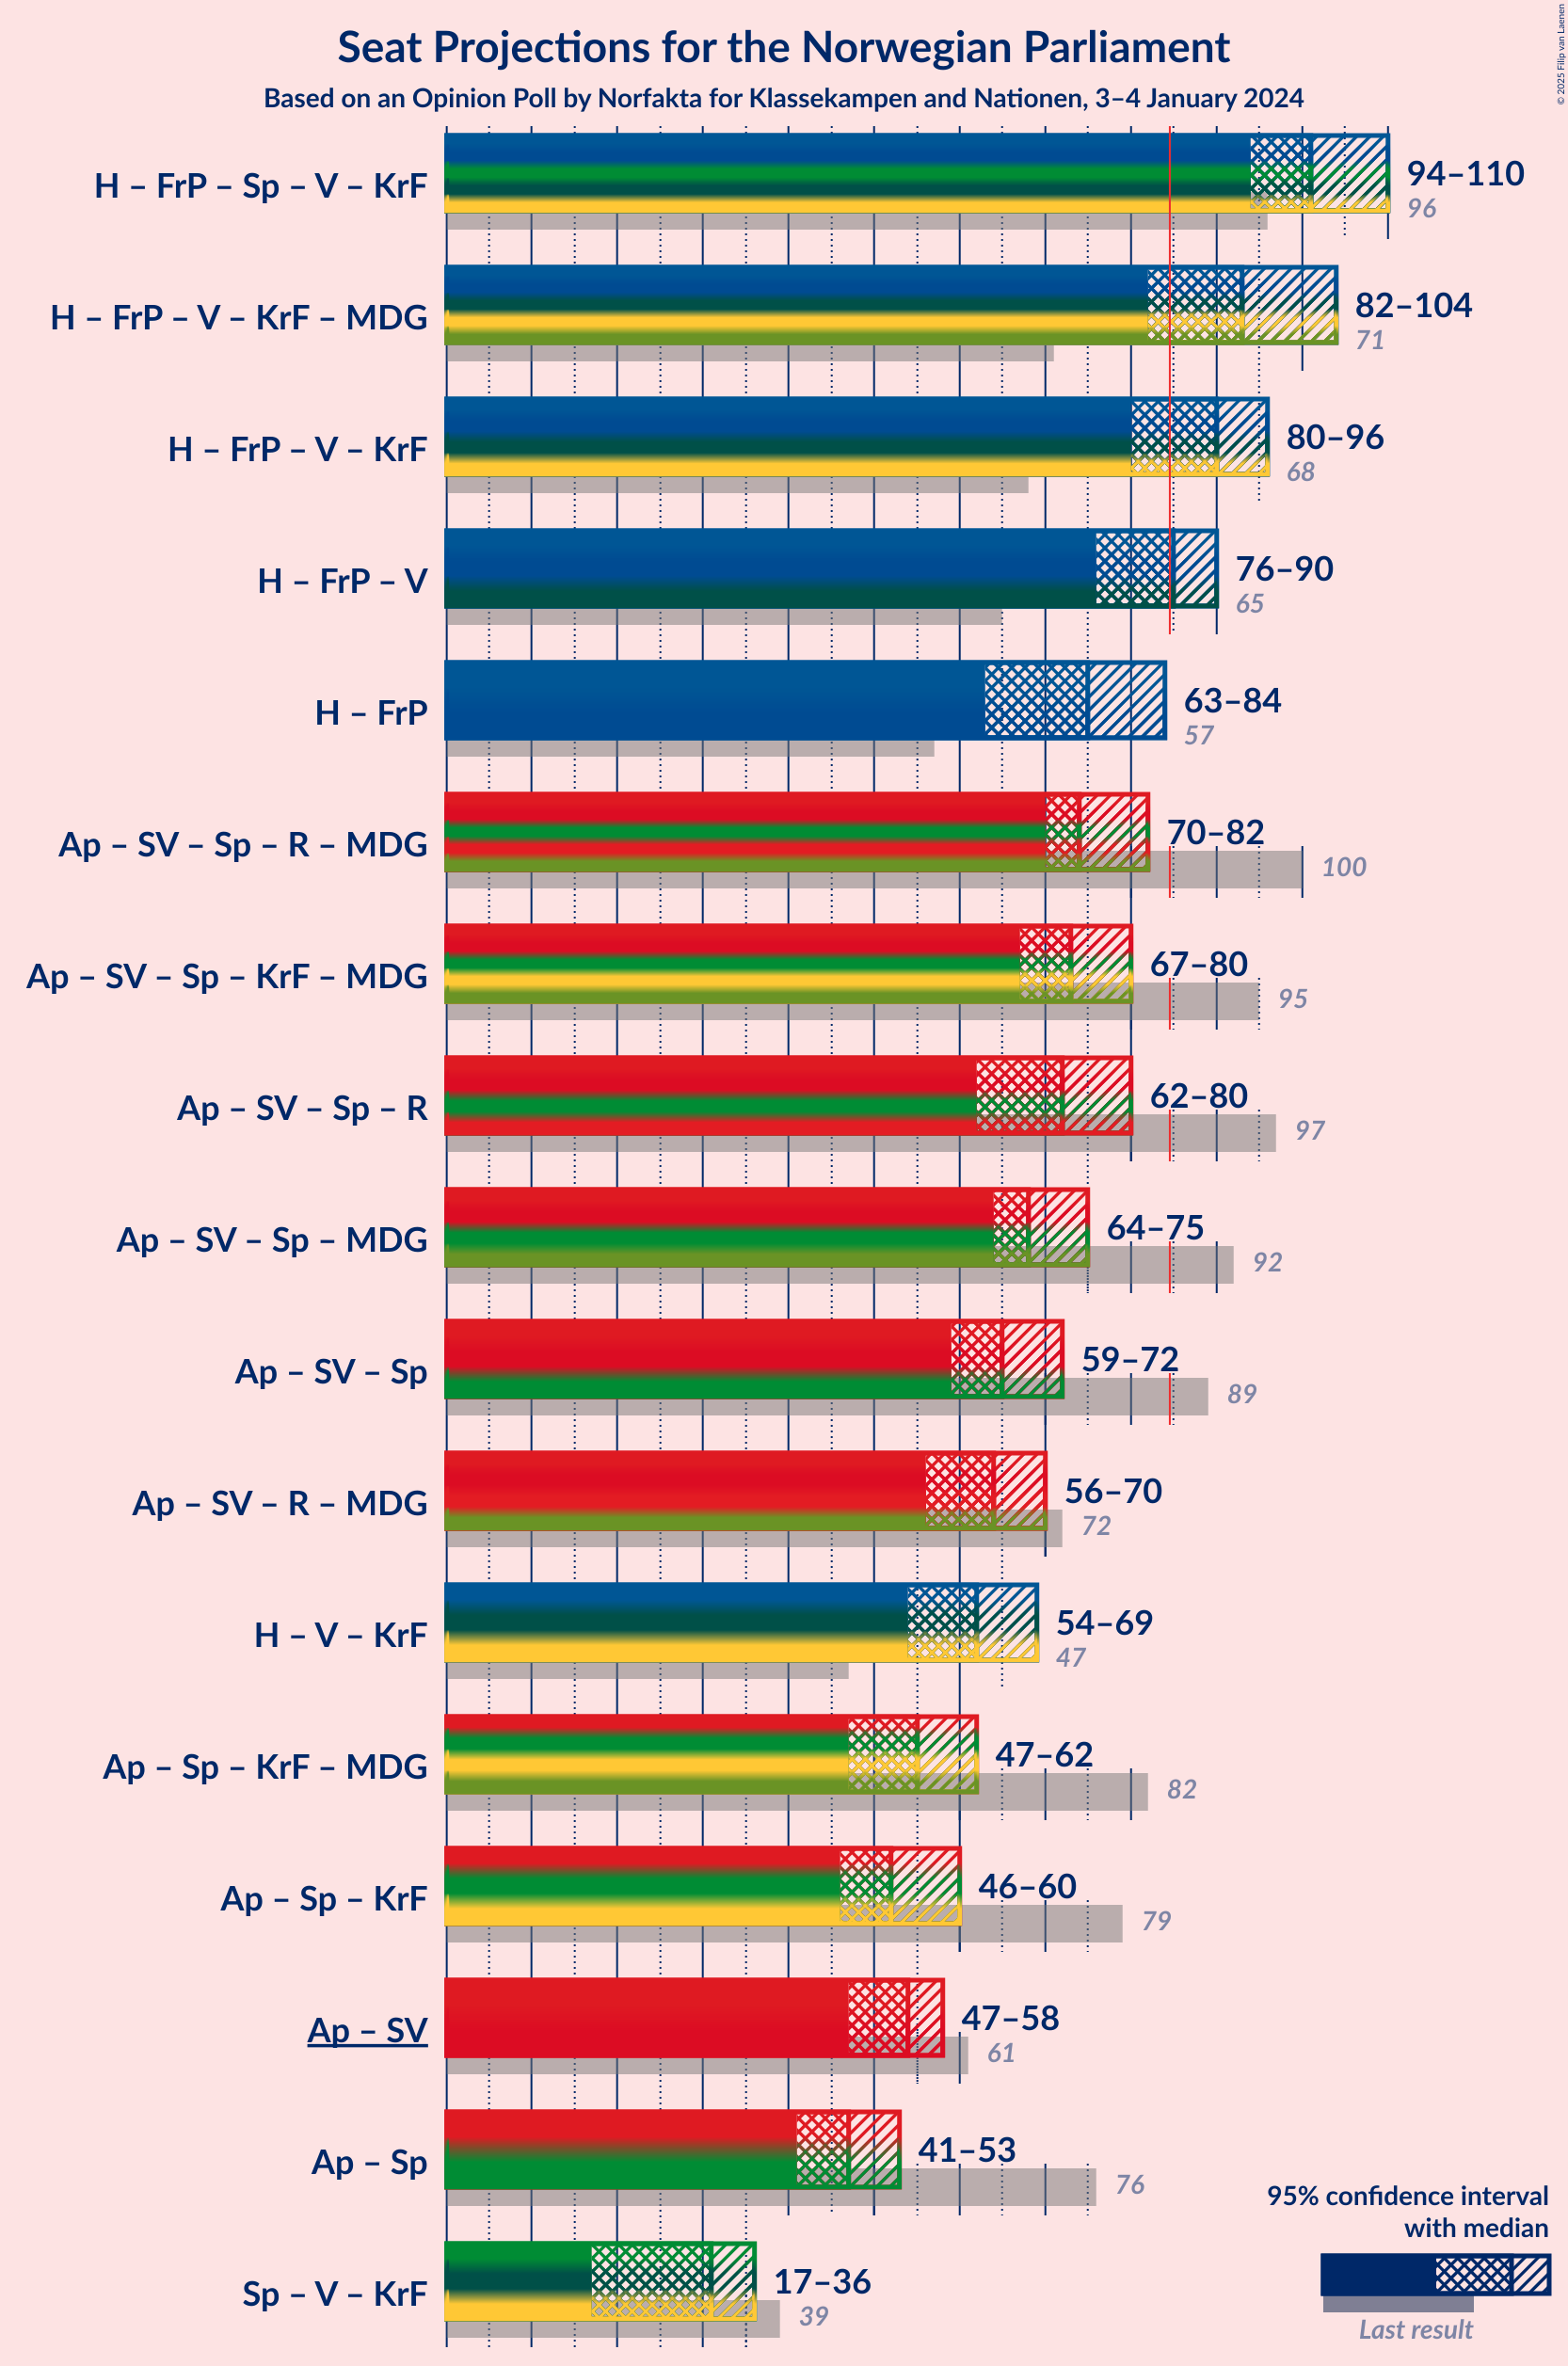 Seat Projections for the Norwegian Parliament
Based on an Opinion Poll by Norfakta for Klassekampen and Nationen, 3–4 January 2024
© 2025 Filip van Laenen
H – FrP – Sp – V – KrF
94–110
96
H – FrP – V – KrF – MDG
82–104
71
H – FrP – V – KrF
80–96
68
H – FrP – V
76–90
65
H – FrP
63–84
57
Ap – SV – Sp – R – MDG
70–82
100
Ap – SV – Sp – KrF – MDG
67–80
95
Ap – SV – Sp – R
62–80
97
Ap – SV – Sp – MDG
64–75
92
Ap – SV – Sp
59–72
89
Ap – SV – R – MDG
56–70
72
H – V – KrF
54–69
47
Ap – Sp – KrF – MDG
47–62
82
Ap – Sp – KrF
46–60
79
Ap – SV
47–58
61
Ap – Sp
41–53
76
Sp – V – KrF
17–36
39
95% confidence interval
with median
Last result